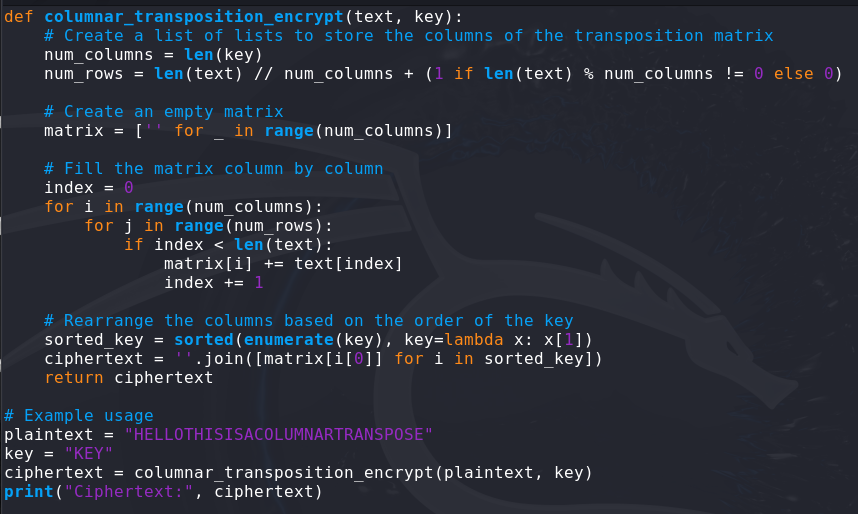 def columnar_transposition_encrypt(text, key):
    # Create a list of lists to store the columns of the transposition matrix
    num_columns = len(key)
    num_rows = len(text) // num_columns + (1 if len(text) % num_columns != 0 else 0)

    # Create an empty matrix
    matrix = ['' for _ in range(num_columns)]

    # Fill the matrix column by column
    index = 0
    for i in range(num_columns):
        for j in range(num_rows):
            if index < len(text):
                matrix[i] += text[index]
                index += 1

    # Rearrange the columns based on the order of the key
    sorted_key = sorted(enumerate(key), key=lambda x: x[1])
    ciphertext = ''.join([matrix[i[0]] for i in sorted_key])
    return ciphertext

# Example usage
plaintext = "HELLOTHISISACOLUMNARTRANSPOSE"
key = "KEY"
ciphertext = columnar_transposition_encrypt(plaintext, key)
print("Ciphertext:", ciphertext)